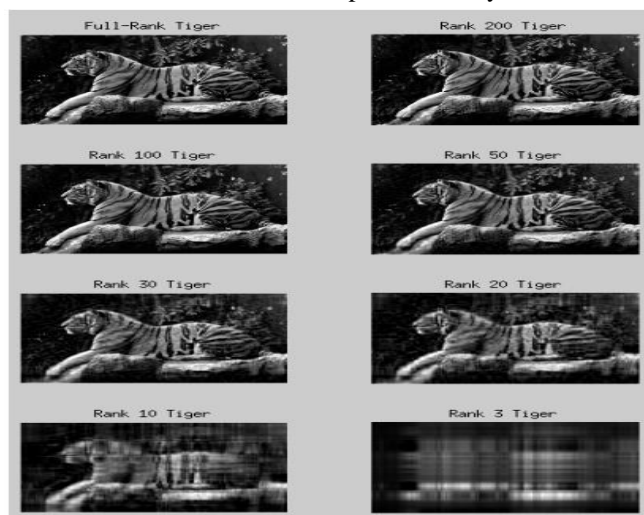 Full-Rank Tiger
Rank 200 Tiger
Rank 100 Tiger
Rank 50 Tiger
Rank 30 Tiger
Rank 20 Tiger
Rank 10 Tiger
Rank 3 Tiger